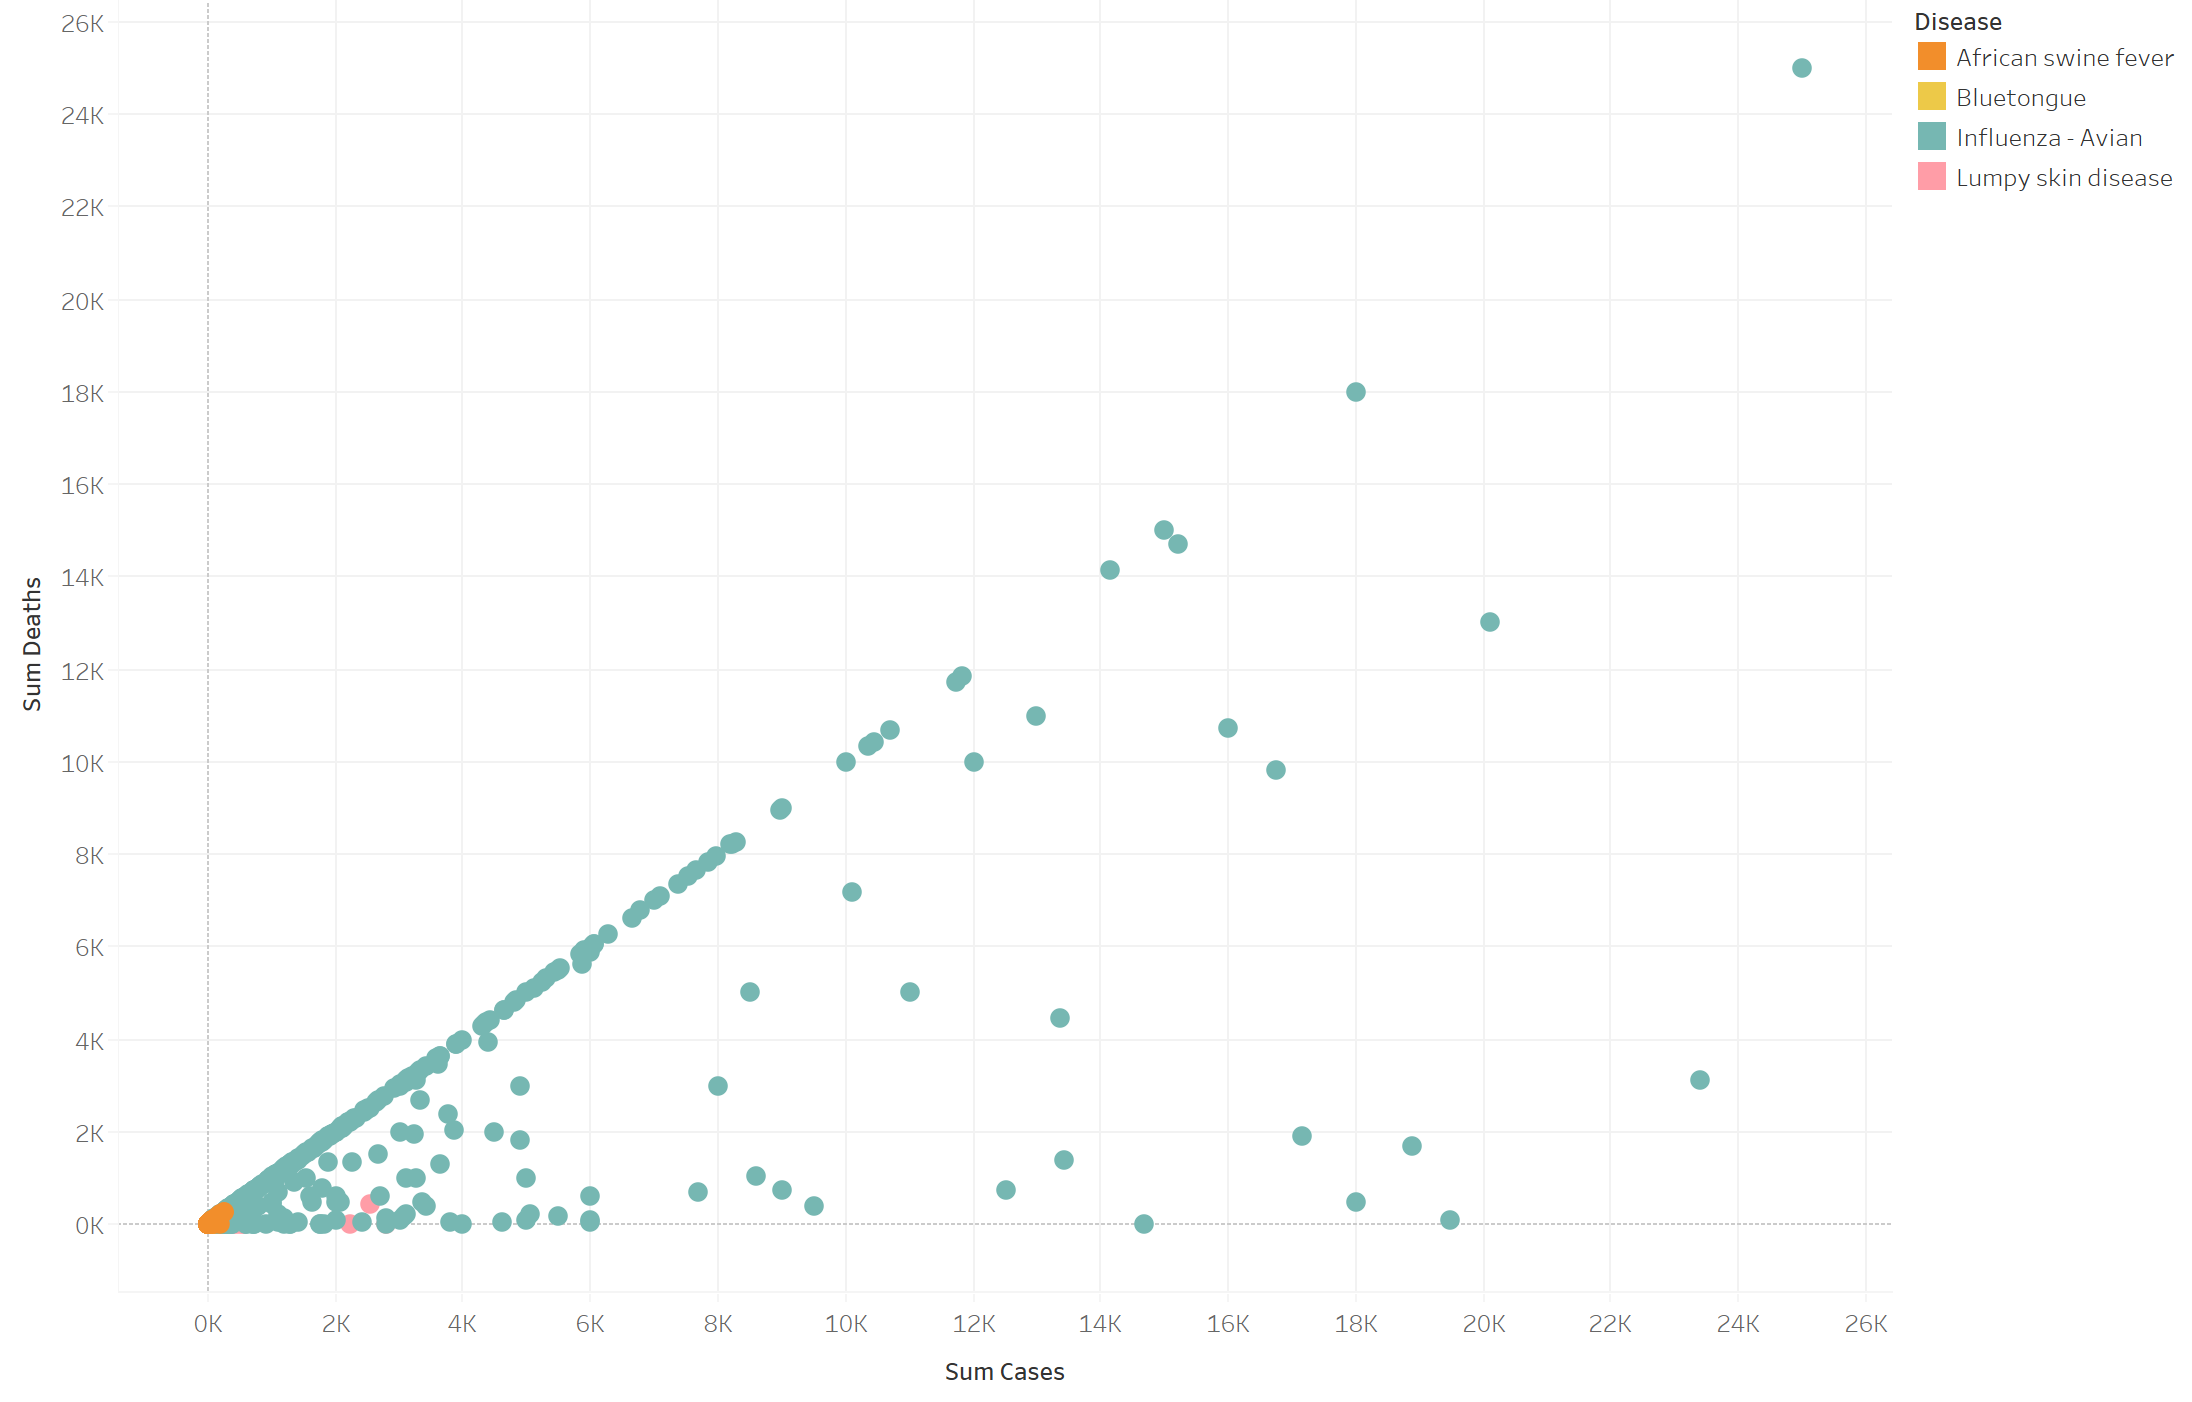 Disease
African swine fever
Bluetongue
Influenza - Avian
Lumpy skin disease
26K
24K
22K
20K
18K
16K
14K
12K
10K
8K
6K
4K
2K
0K
Sum Deaths
0K 2K 4K 6K 8K 10K 12K 14K 16K 18K 20K 22K 24K 26K
Sum Cases